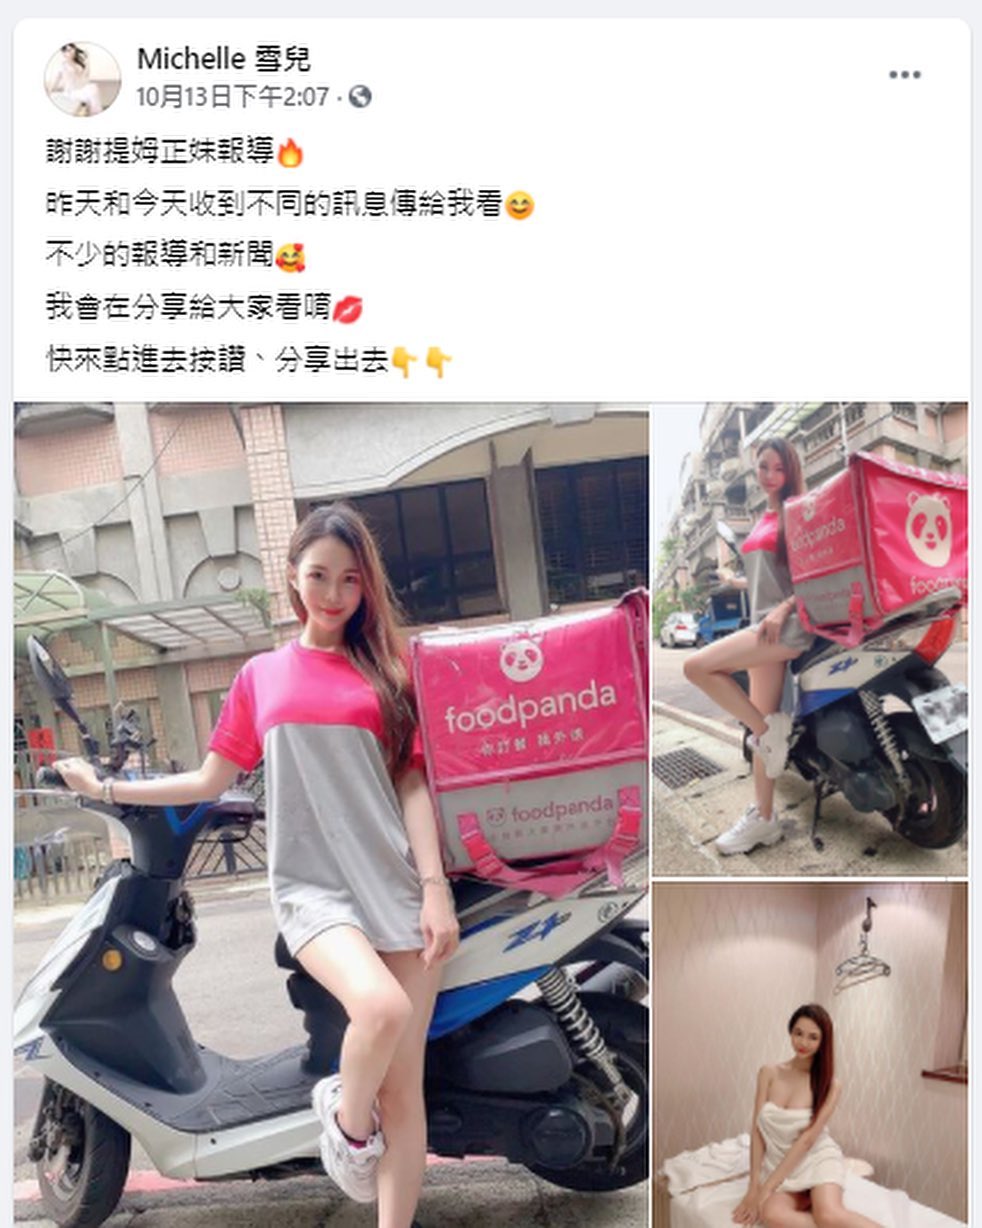 Michelle 雪兒
10月13日下午2:07 ·
謝謝提姆正妹報導🔥
昨天和今天收到不同的訊息傳給我看😊
不少的報導和新聞🥰
我會在分享給大家看唷💋
快來點進去按讚、分享出去👇👇
foodpanda
你訂餐 我外送
foodpanda
foodpanda